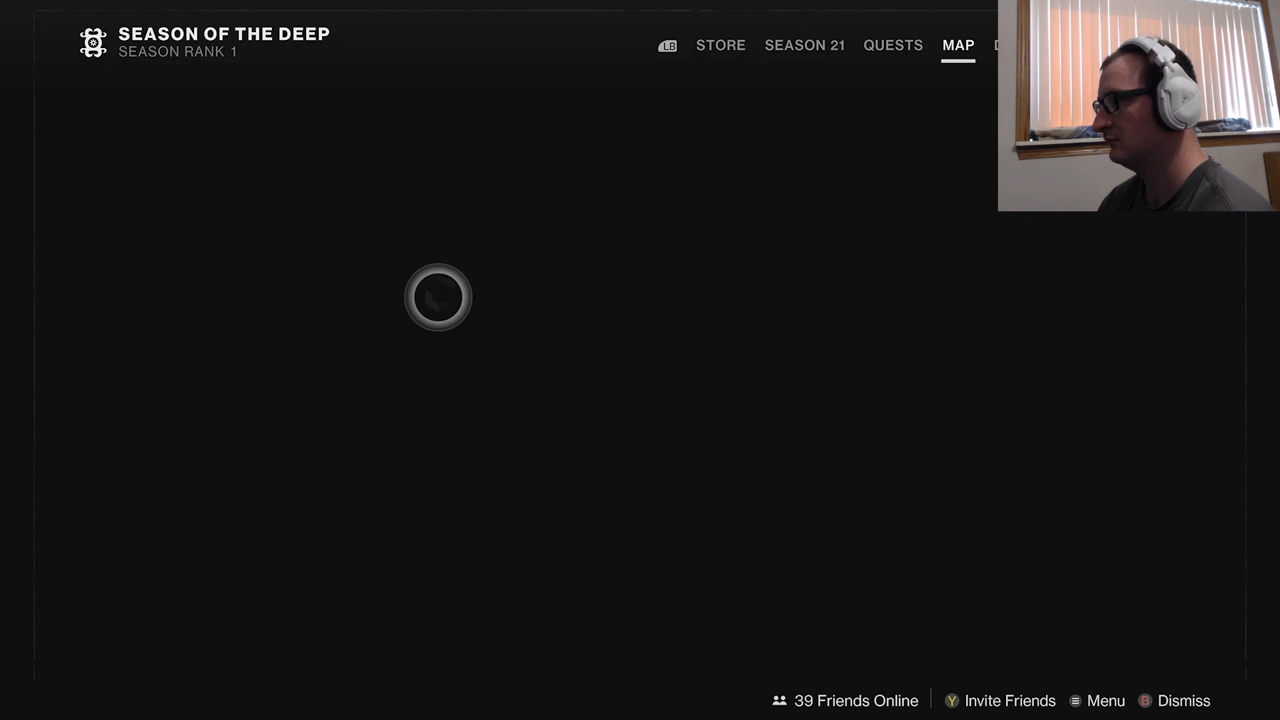 SEASON OF THE DEEP
SEASON RANK 1
LB STORE SEASON 21 QUESTS MAP
39 Friends Online Y Invite Friends Menu B Dismiss